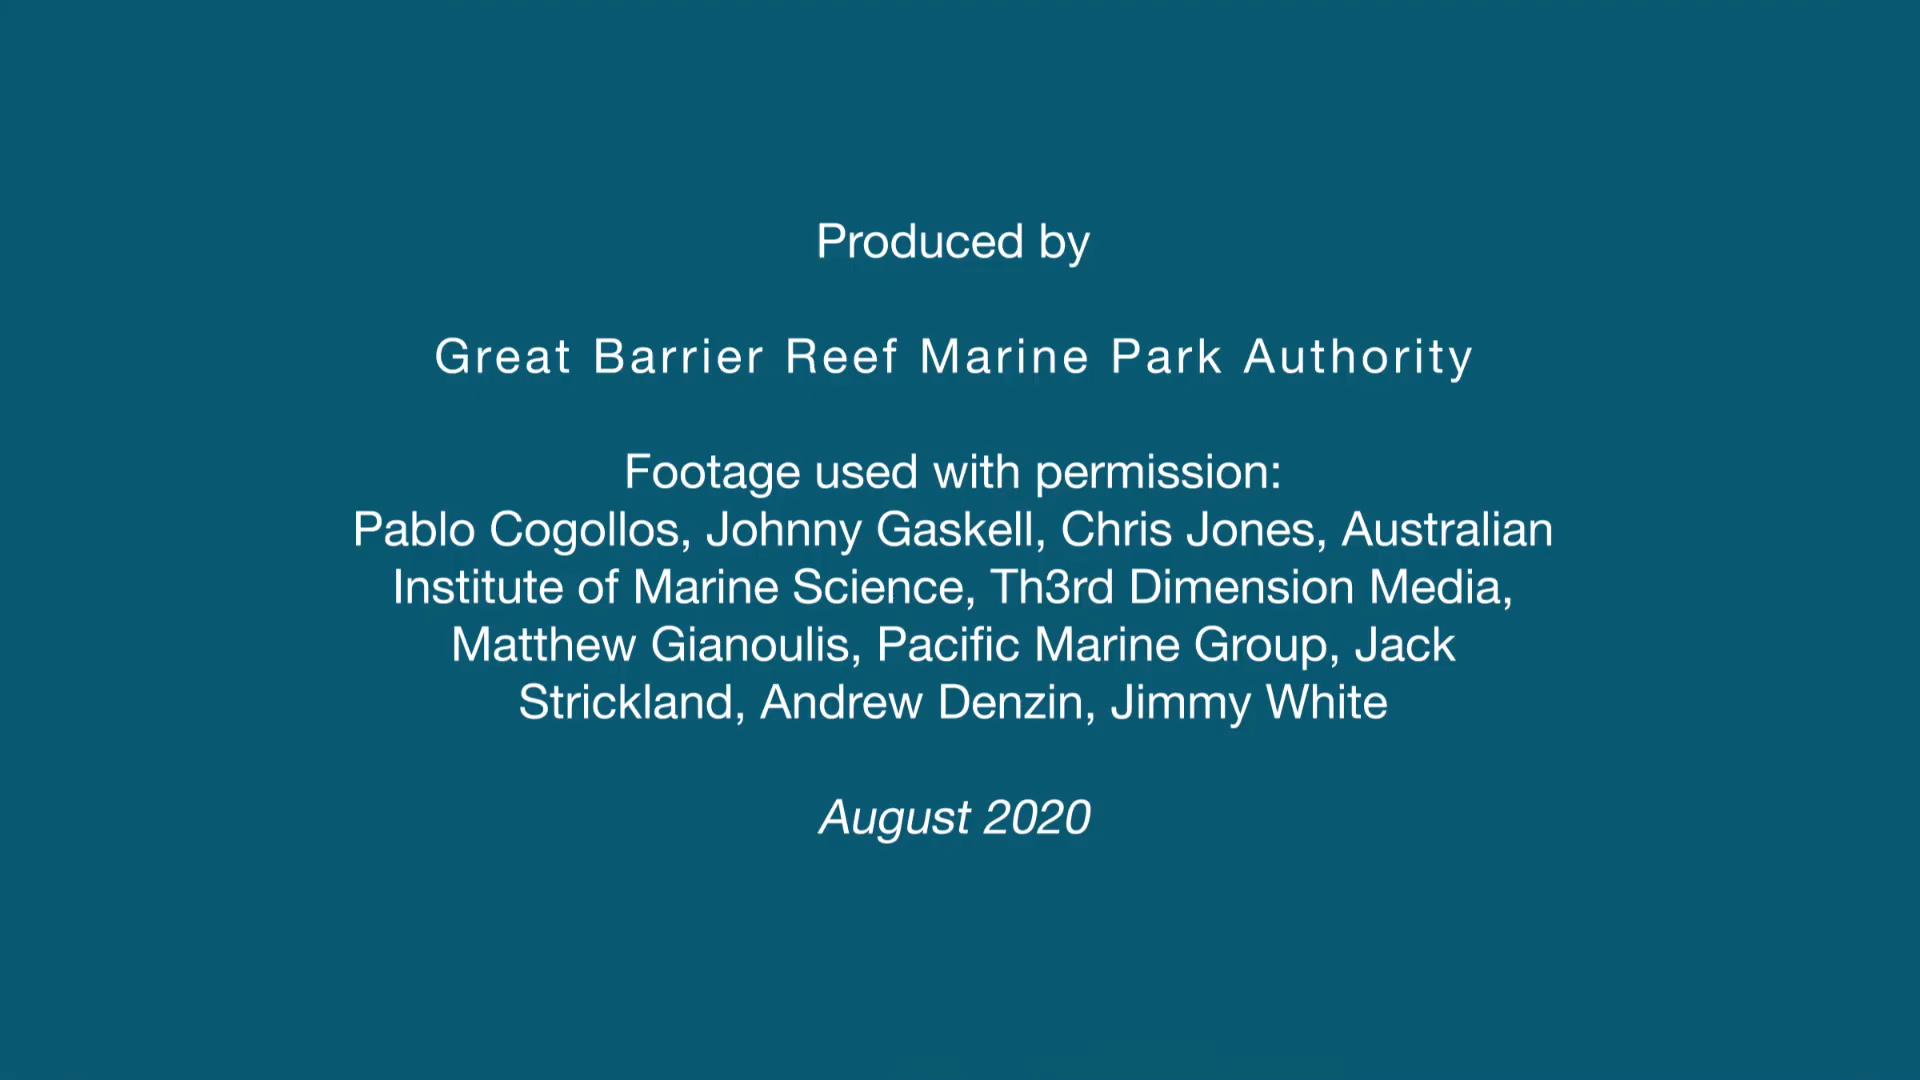 Produced by
Great Barrier Reef Marine Park Authority
Footage used with permission:
Pablo Cogollos, Johnny Gaskell, Chris Jones, Australian
Institute of Marine Science, Th3rd Dimension Media,
Matthew Gianoulis, Pacific Marine Group, Jack
Strickland, Andrew Denzin, Jimmy White
August 2020